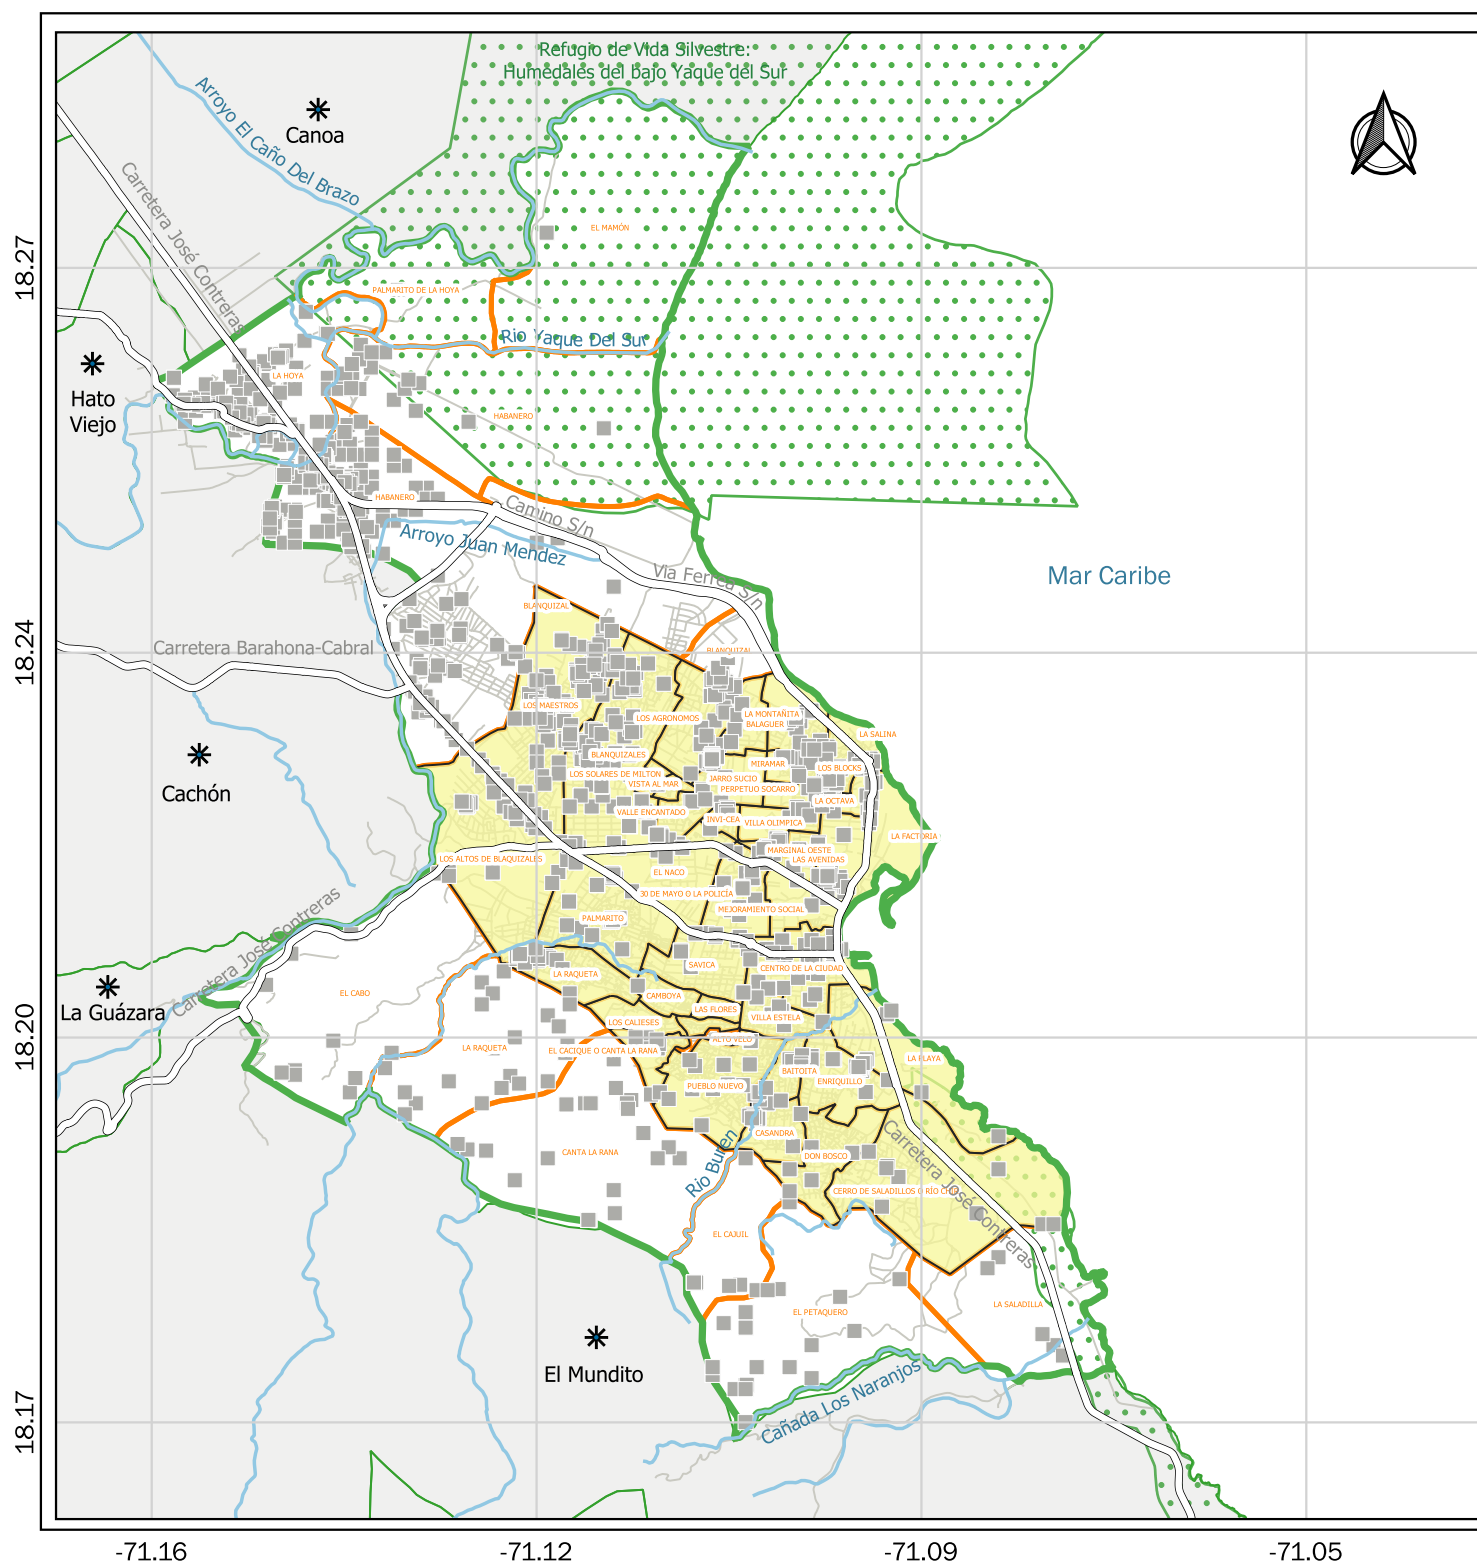 Refugio de Vida Silvestre:
Humedales del bajo Yaque del Sur
Arroyo El Caño Del Brazo
Canoa
Carretera José Contreras
EL MAMÓN
18.27
PALMARITO DE LA HOYA
Rio Yaque Del Sur
Hato
Viejo
LA HOYA
HABANERO
HABANERO
Camino S/n
Arroyo Juan Mendez
Via Ferrea S/n
Mar Caribe
BLANQUIZAL
18.24
Carretera Barahona-Cabral
BLANQUIZAL
LOS MAESTROS
LOS AGRONOMOS
LA MONTAÑITA
BALAGUER
LA SALINA
Cachón
BLANQUIZALES
MIRAMAR
LOS BLOCKS
LOS SOLARES DE MILTON
VISTA AL MAR
JARRO SUCIO
PERPETUO SOCARRO
LA OCTAVA
VALLE ENCANTADO
INVI-CEA
VILLA OLIMPICA
LA FACTORIA
MARGINAL OESTE
LAS AVENIDAS
LOS ALTOS DE BLAQUIZALES
EL NACO
30 DE MAYO O LA POLICÍA
MEJORAMIENTO SOCIAL
PALMARITO
Carretera José Contreras
La Guázara
SAVICA
CENTRO DE LA CIUDAD
LA RAQUETA
EL CABO
CAMBOYA
LAS FLORES
VILLA ESTELA
LOS CALIESES
18.20
ALTO VELO
LA RAQUETA
EL CACIQUE O CANTA LA RANA
LA PLAYA
BAITOITA
ENRIQUILLO
PUEBLO NUEVO
CASANDRA
CANTA LA RANA
DON BOSCO
Rio Buren
Carretera José Contreras
CERRO DE SALADILLOS O RÍO CHIL
EL CAJUIL
EL PETAQUERO
LA SALADILLA
El Mundito
Cañada Los Naranjos
18.17
-71.16
-71.12
-71.09
-71.05